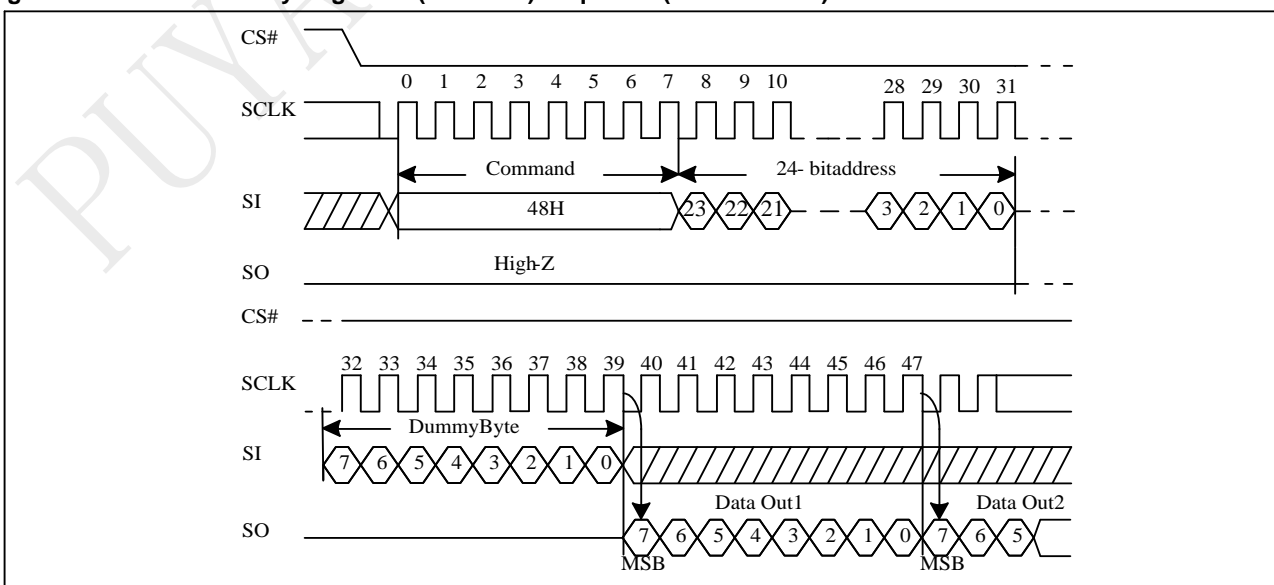 CS#
0 1 2 3 4 5 6 7 8 9 10 28 29 30 31
SCLK
Command 24- bitaddress
SI 48H 23 22 21 3 2 1 0
High-Z
SO
CS#
32 33 34 35 36 37 38 39 40 41 42 43 44 45 46 47
SCLK
DummyByte
SI 7 6 5 4 3 2 1 0
Data Out1 Data Out2
SO 7 6 5 4 3 2 1 0 7 6 5
MSB MSB